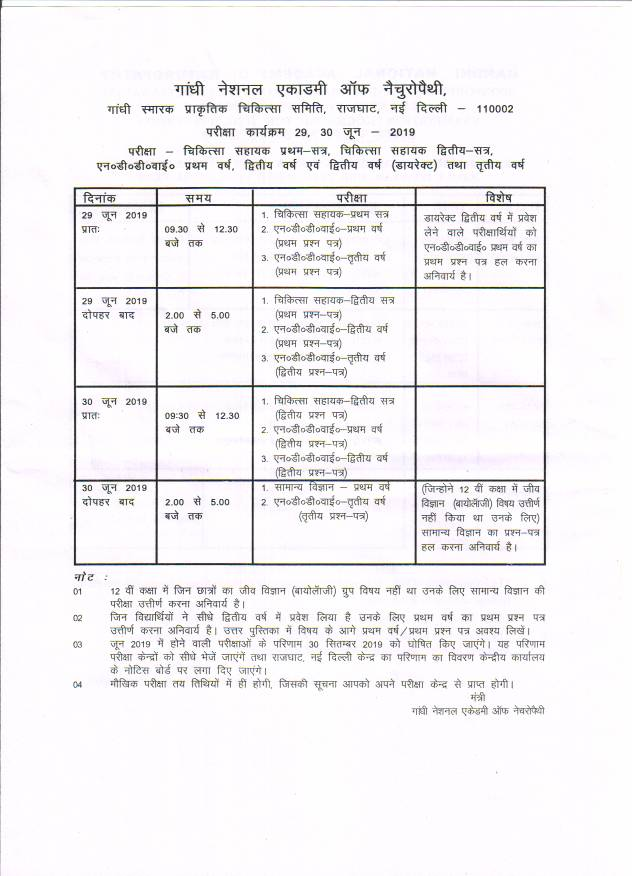 गांधी नेशनल एकाडमी ऑफ नैचुरोपैथी,
गांधी स्मारक प्राकृतिक चिकित्सा समिति, राजघाट, नई दिल्ली – 110002
परीक्षा कार्यक्रम 29, 30 जून – 2019
परीक्षा – चिकित्सा सहायक प्रथम–सत्र, चिकित्सा सहायक द्वितीय–सत्र,
एन०डी०डी०वाई० प्रथम वर्ष, द्वितीय वर्ष एवं द्वितीय वर्ष (डायरेक्ट) तथा तृतीय वर्ष
दिनांक समय परीक्षा विशेष
29 जून 2019
प्रातः
09.30 से 12.30
बजे तक
1. चिकित्सा सहायक–प्रथम सत्र
2. एन०डी०डी०वाई०–प्रथम वर्ष
(प्रथम प्रश्न पत्र)
3. एन०डी०डी०वाई०–तृतीय वर्ष
(प्रथम प्रश्न पत्र)
डायरेक्ट द्वितीय वर्ष में प्रवेश
लेने वाले परीक्षार्थियों को
एन०डी०डी०वाई० प्रथम वर्ष का
प्रथम प्रश्न पत्र हल करना
अनिवार्य है।
29 जून 2019
दोपहर बाद
2.00 से 5.00
बजे तक
1. चिकित्सा सहायक–द्वितीय सत्र
(प्रथम प्रश्न–पत्र)
2. एन०डी०डी०वाई०–द्वितीय वर्ष
(प्रथम प्रश्न–पत्र)
3. एन०डी०डी०वाई०–तृतीय वर्ष
(द्वितीय प्रश्न–पत्र)
30 जून 2019
प्रातः
09:30 से 12.30
बजे तक
1. चिकित्सा सहायक–द्वितीय सत्र
(द्वितीय प्रश्न पत्र)
2. एन०डी०डी०वाई०–प्रथम वर्ष
(द्वितीय प्रश्न–पत्र)
3. एन०डी०डी०वाई०–द्वितीय वर्ष
(द्वितीय प्रश्न–पत्र)
30 जून 2019
दोपहर बाद
2.00 से 5.00
बजे तक
1. सामान्य विज्ञान – प्रथम वर्ष
2. एन०डी०डी०वाई०–तृतीय वर्ष
(तृतीय प्रश्न–पत्र)
(जिन्होने 12 वीं कक्षा में जीव
विज्ञान (बायोलॅाजी) विषय उत्तीर्ण
नहीं किया था उनके लिए)
सामान्य विज्ञान का प्रश्न–पत्र
हल करना अनिवार्य है।
नोट :
01 12 वीं कक्षा में जिन छात्रों का जीव विज्ञान (बायोलॅाजी) ग्रुप विषय नहीं था उनके लिए सामान्य विज्ञान की
परीक्षा उत्तीर्ण करना अनिवार्य है।
02 जिन विद्यार्थियों ने सीधे द्वितीय वर्ष में प्रवेश लिया है उनके लिए प्रथम वर्ष का प्रथम प्रश्न पत्र
उत्तीर्ण करना अनिवार्य है। उत्तर पुस्तिका में विषय के आगे प्रथम वर्ष/प्रथम प्रश्न पत्र अवश्य लिखें।
03 जून 2019 में होने वाली परीक्षाओं के परिणाम 30 सितम्बर 2019 को घोषित किए जाएंगे। यह परिणाम
परीक्षा केन्द्रों को सीधे भेजें जाएंगें तथा राजघाट, नई दिल्ली केन्द्र का परिणाम का विवरण केन्द्रीय कार्यालय
के नोटिस बोर्ड पर लगा दिए जाएंगे।
04 मौखिक परीक्षा तय तिथियों में ही होगी, जिसकी सूचना आपको अपने परीक्षा केन्द्र से प्राप्त होगी।
मंत्री
गांधी नेशनल एकेडमी ऑफ नेचरोपैथी